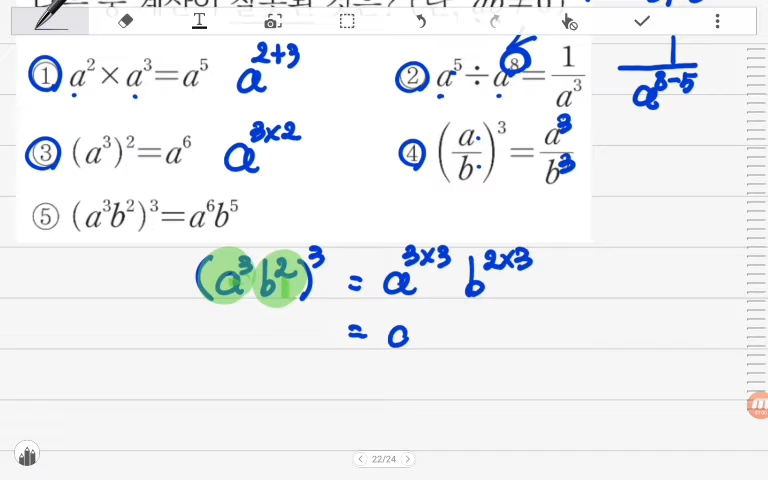 ① a² × a³ = a⁵ a²⁺³ ② a⁵ ÷ a⁸ = 1/a³ 1/a⁸⁻⁵
③ (a³)² = a⁶ a³ˣ² ④ (a/b)³ = a³/b³
⑤ (a³b²)³ = a⁶b⁵
(a³b²)³ = a³ˣ³ b²ˣ³
= a
22/24